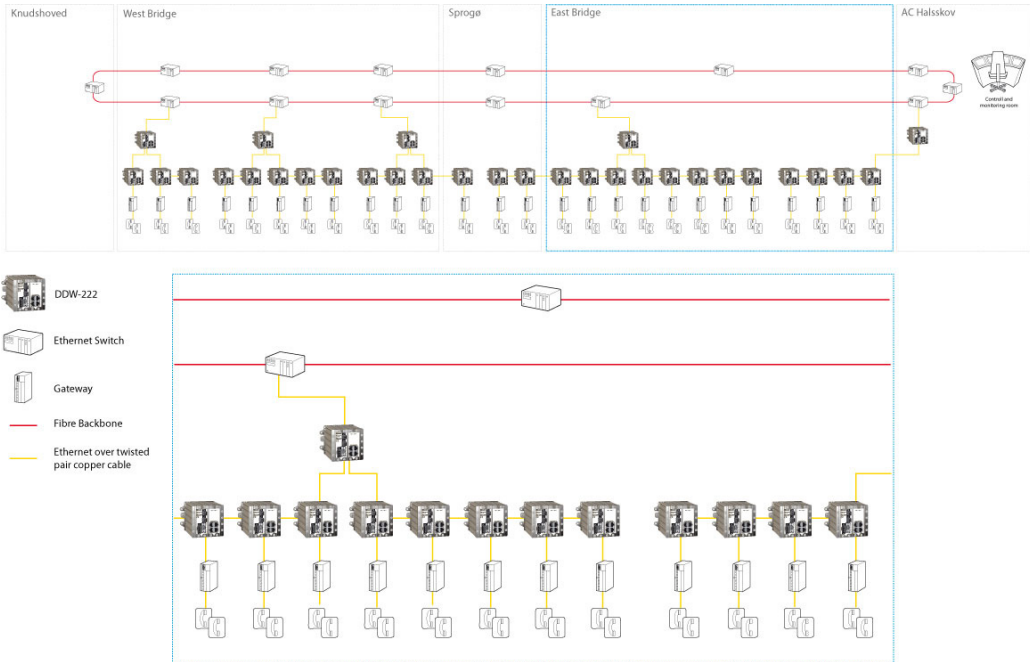 Knudshoved
West Bridge
Sprogø
East Bridge
AC Halsskov
Control and
monitoring room
DDW-222
Ethernet Switch
Gateway
Fibre Backbone
Ethernet over twisted
pair copper cable